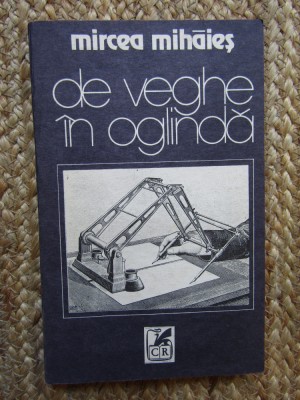 mircea mihăieș
de veghe
în oglindă
CR